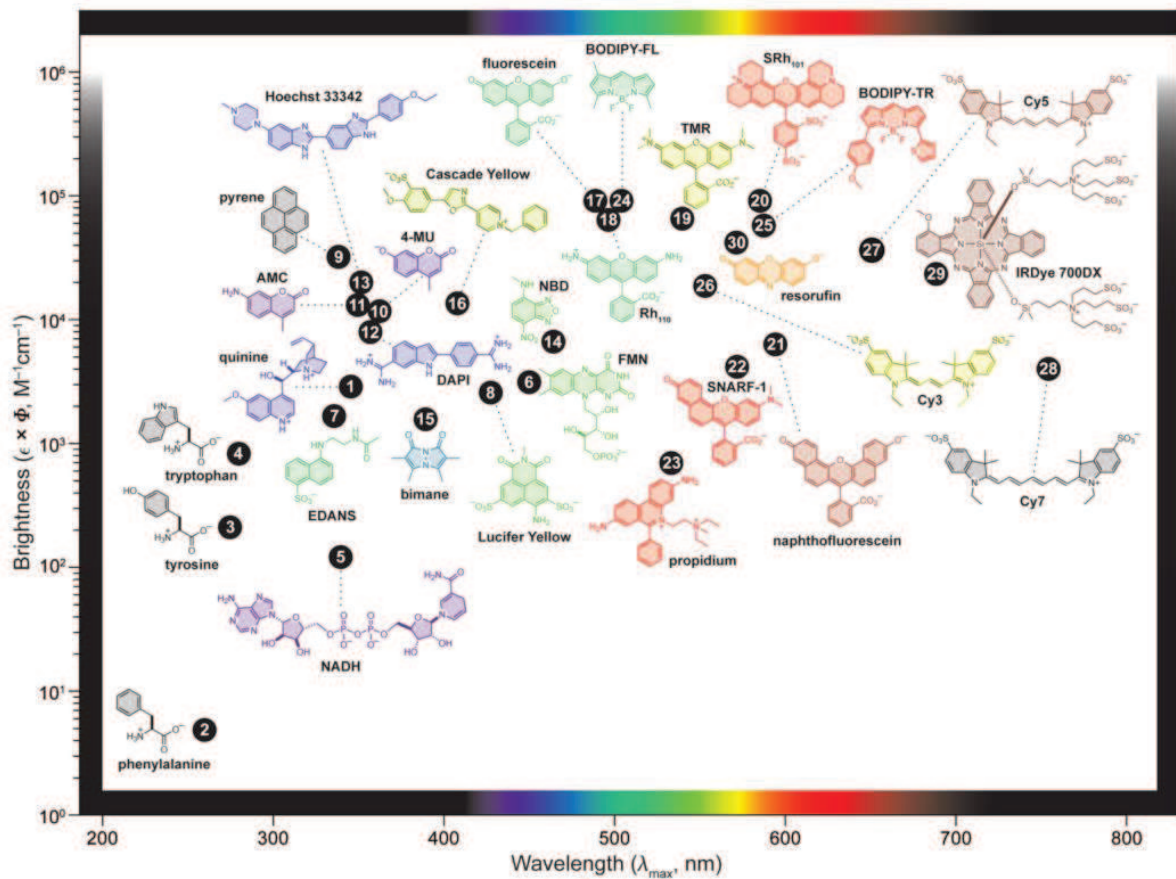 10⁶
10⁵
10⁴
10³
10²
10¹
10⁰
Brightness (ϵ × Φ, M⁻¹cm⁻¹)
fluorescein
BODIPY-FL
SRh₁₀₁
BODIPY-TR
Cy5
Hoechst 33342
TMR
Cascade Yellow
pyrene
4-MU
AMC
NBD
Rh₁₁₀
resorufin
IRDye 700DX
quinine
DAPI
FMN
SNARF-1
Cy3
tryptophan
EDANS
bimane
Lucifer Yellow
propidium
naphthofluorescein
Cy7
tyrosine
NADH
phenylalanine
17
24
18
19
20
25
30
27
29
9
13
11
10
12
16
26
14
21
22
28
1
8
6
7
15
4
23
3
5
2
200
300
400
500
600
700
800
Wavelength (λmax, nm)